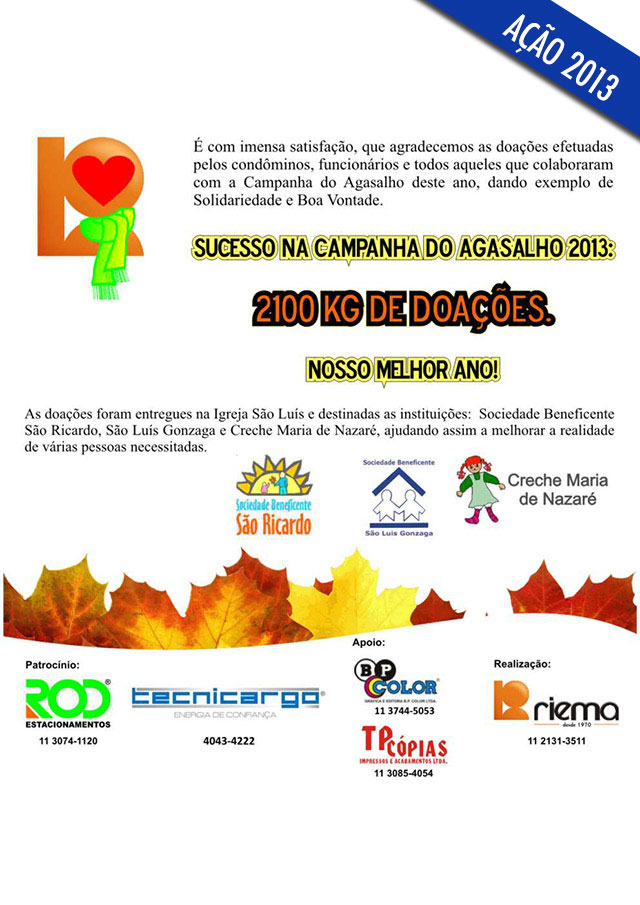 AÇÃO 2013
É com imensa satisfação, que agradecemos as doações efetuadas
pelos condôminos, funcionários e todos aqueles que colaboraram
com a Campanha do Agasalho deste ano, dando exemplo de
Solidariedade e Boa Vontade.
SUCESSO NA CAMPANHA DO AGASALHO 2013:
2100 KG DE DOAÇÕES.
NOSSO MELHOR ANO!
As doações foram entregues na Igreja São Luís e destinadas as instituições: Sociedade Beneficente
São Ricardo, São Luís Gonzaga e Creche Maria de Nazaré, ajudando assim a melhorar a realidade
de várias pessoas necessitadas.
Sociedade Beneficente
São Ricardo
Sociedade Beneficente
São Luis Gonzaga
Creche Maria
de Nazaré
Patrocínio:
ROD®
ESTACIONAMENTOS
11 3074-1120
tecnicargo®
ENERGIA DE CONFIANÇA
4043-4222
Apoio:
BP COLOR®
GRÁFICA E EDITORA B.P. COLOR LTDA.
11 3744-5053
TP CÓPIAS
IMPRESSOS E ACABAMENTOS LTDA.
11 3085-4054
Realização:
riema
desde 1970
11 2131-3511